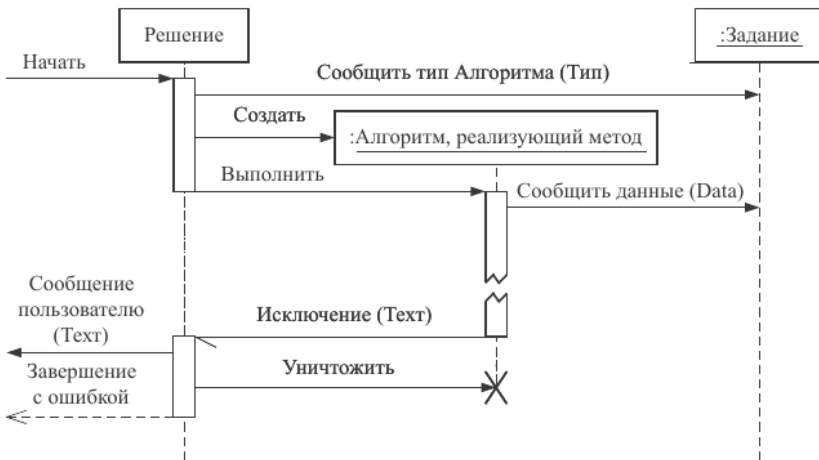 Решение
:Задание
Начать
Сообщить тип Алгоритма (Тип)
Создать
:Алгоритм, реализующий метод
Выполнить
Сообщить данные (Data)
Сообщение
пользователю
(Text)
Исключение (Text)
Завершение
с ошибкой
Уничтожить